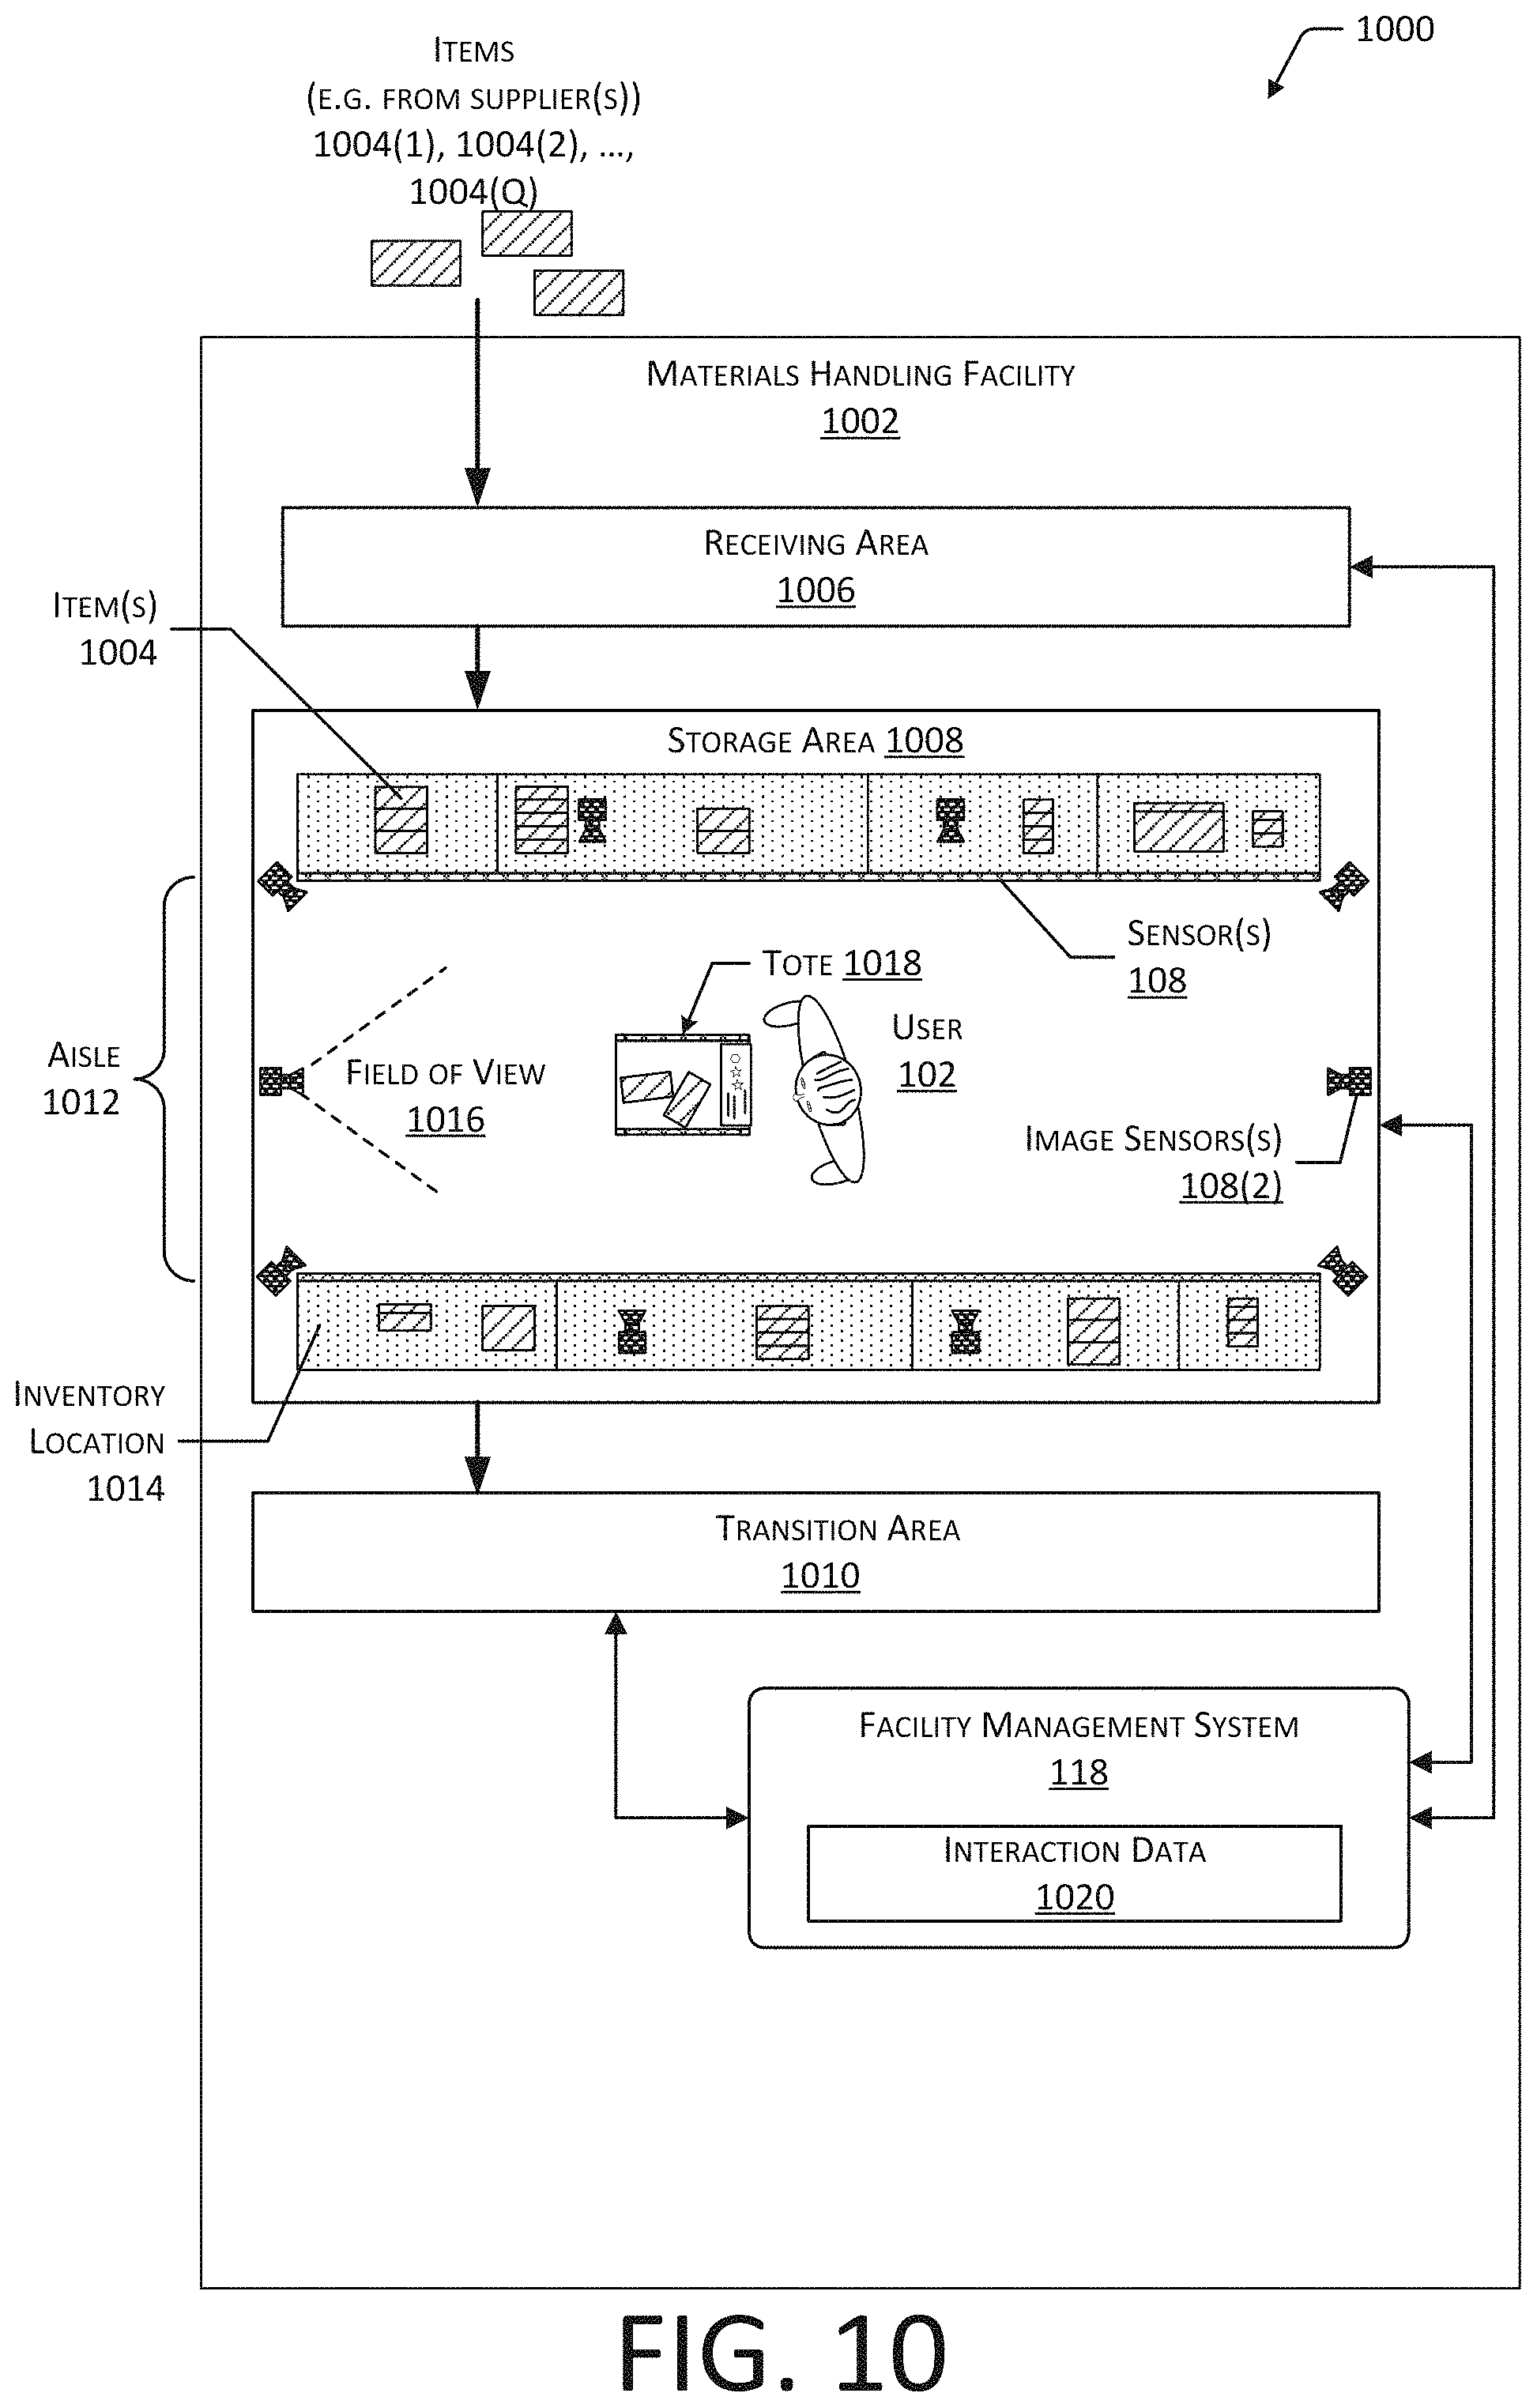 1000
ITEMS
(E.G. FROM SUPPLIER(S))
1004(1), 1004(2), ...,
1004(Q)
MATERIALS HANDLING FACILITY
1002
RECEIVING AREA
1006
ITEM(S)
1004
STORAGE AREA 1008
SENSOR(S)
108
TOTE 1018
USER
102
AISLE
1012
FIELD OF VIEW
1016
IMAGE SENSORS(S)
108(2)
INVENTORY
LOCATION
1014
TRANSITION AREA
1010
FACILITY MANAGEMENT SYSTEM
118
INTERACTION DATA
1020
FIG. 10